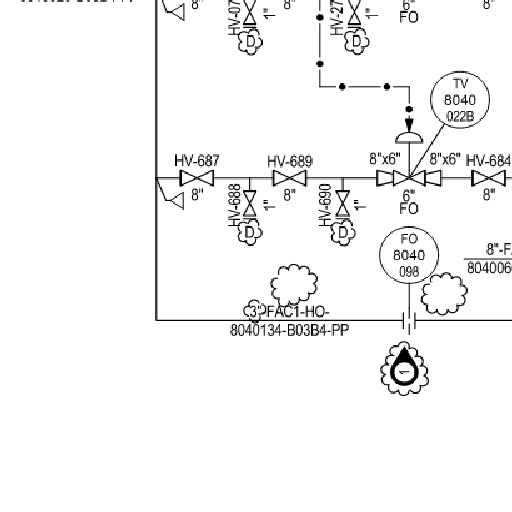 8"
HV-07
1"
8"
HV-27
1"
6"
FO
8"
D
D
TV
8040
022B
HV-687
HV-689
8"x6"
8"x6"
HV-684
8"
HV-688
1"
8"
HV-690
1"
6"
FO
8"
D
D
FO
8040
098
8"-F
804006
3"PFAC1-HO-
8040134-B03B4-PP
1